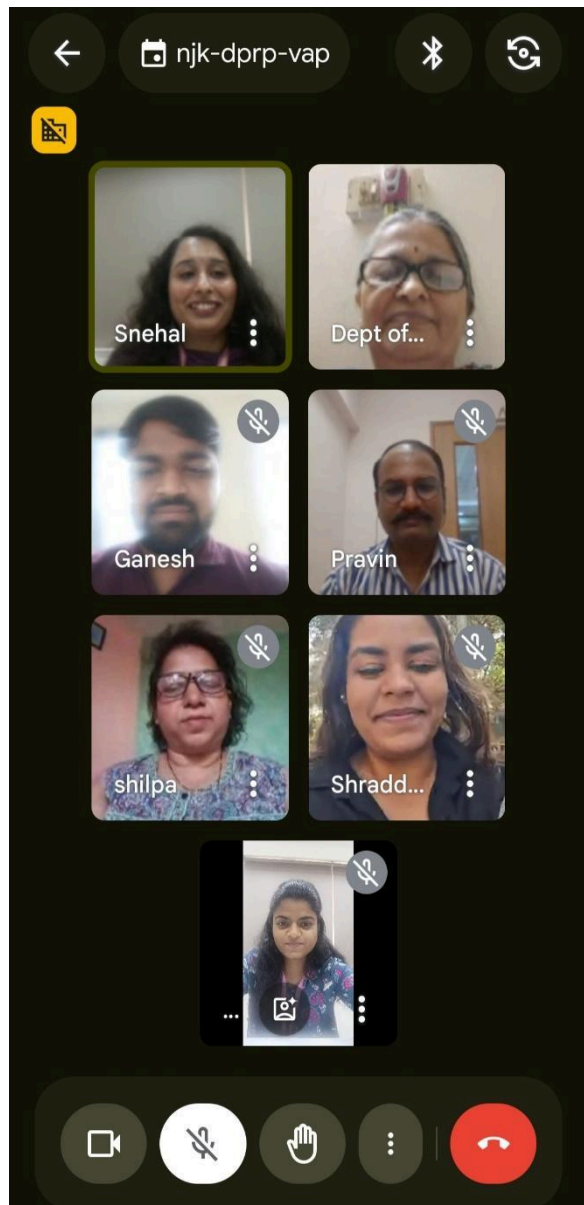 njk-dprp-vap
Snehal
Dept of...
Ganesh
Pravin
shilpa
Shradd...
...